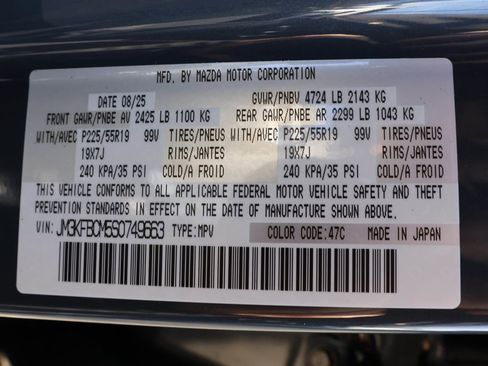 MFD. BY MAZDA MOTOR CORPORATION
DATE 08/25 GVWR/PNBV 4724 LB 2143 KG
FRONT GAWR/PNBE AV 2425 LB 1100 KG REAR GAWR/PNBE AR 2299 LB 1043 KG
WITH/AVEC P225/55R19 99V TIRES/PNEUS WITH/AVEC P225/55R19 99V TIRES/PNEUS
19X7J RIMS/JANTES 19X7J RIMS/JANTES
240 KPA/35 PSI COLD/A FROID 240 KPA/35 PSI COLD/A FROID
THIS VEHICLE CONFORMS TO ALL APPLICABLE FEDERAL MOTOR VEHICLE SAFETY AND THEFT
PREVENTION STANDARDS IN EFFECT ON THE DATE OF MANUFACTURE SHOWN ABOVE.
VIN: JM3KFBCM5S0749663 TYPE:MPV COLOR CODE:47C MADE IN JAPAN